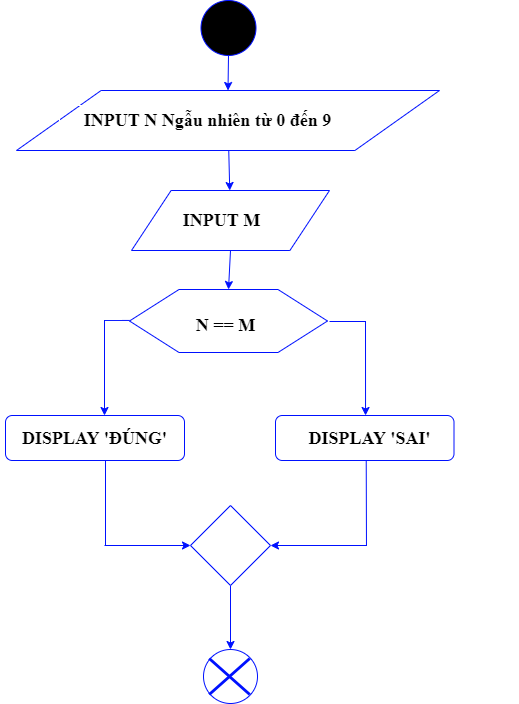 INPUT N Ngẫu nhiên từ 0 đến 9
INPUT M
N == M
DISPLAY 'ĐÚNG'
DISPLAY 'SAI'